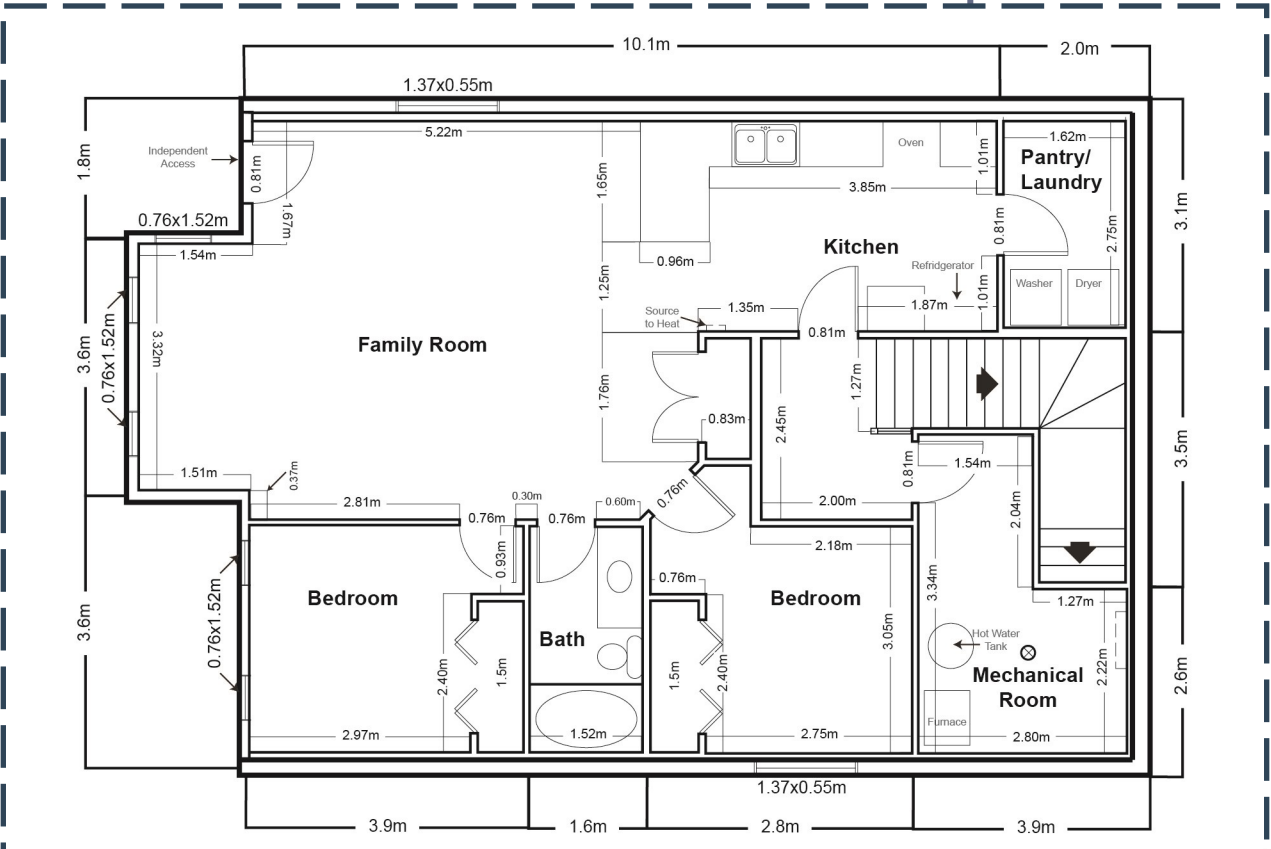 10.1m
2.0m
1.37x0.55m
5.22m
Oven
1.62m
Pantry/
Laundry
Independent
Access
1.8m
0.81m
1.67m
1.65m
1.01m
3.85m
0.76x1.52m
1.54m
0.81m
2.75m
3.1m
Kitchen
0.96m
1.25m
Refridgerator
1.87m
1.01m
Washer
Dryer
Source
to Heat
1.35m
0.81m
3.6m
0.76x1.52m
3.32m
Family Room
1.76m
0.83m
1.27m
2.45m
3.5m
1.51m
0.37m
2.81m
0.76m
0.30m
0.76m
0.60m
0.76m
2.00m
0.81m
1.54m
2.04m
0.93m
2.18m
3.6m
0.76x1.52m
Bedroom
0.76m
Bedroom
3.05m
3.34m
1.27m
Bath
2.40m
1.5m
1.5m
2.40m
Hot Water
Tank
Mechanical
Room
2.22m
2.6m
Furnace
2.97m
1.52m
2.75m
2.80m
1.37x0.55m
3.9m
1.6m
2.8m
3.9m